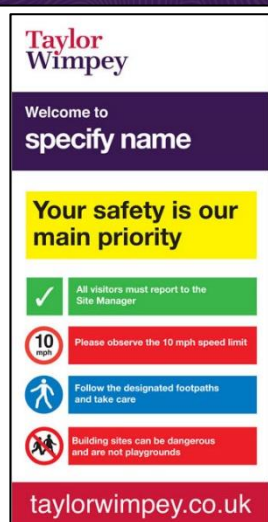 Taylor
Wimpey
Welcome to
specify name
Your safety is our
main priority
All visitors must report to the
Site Manager
10
mph
Please observe the 10 mph speed limit
Follow the designated footpaths
and take care
Building sites can be dangerous
and are not playgrounds
taylorwimpey.co.uk